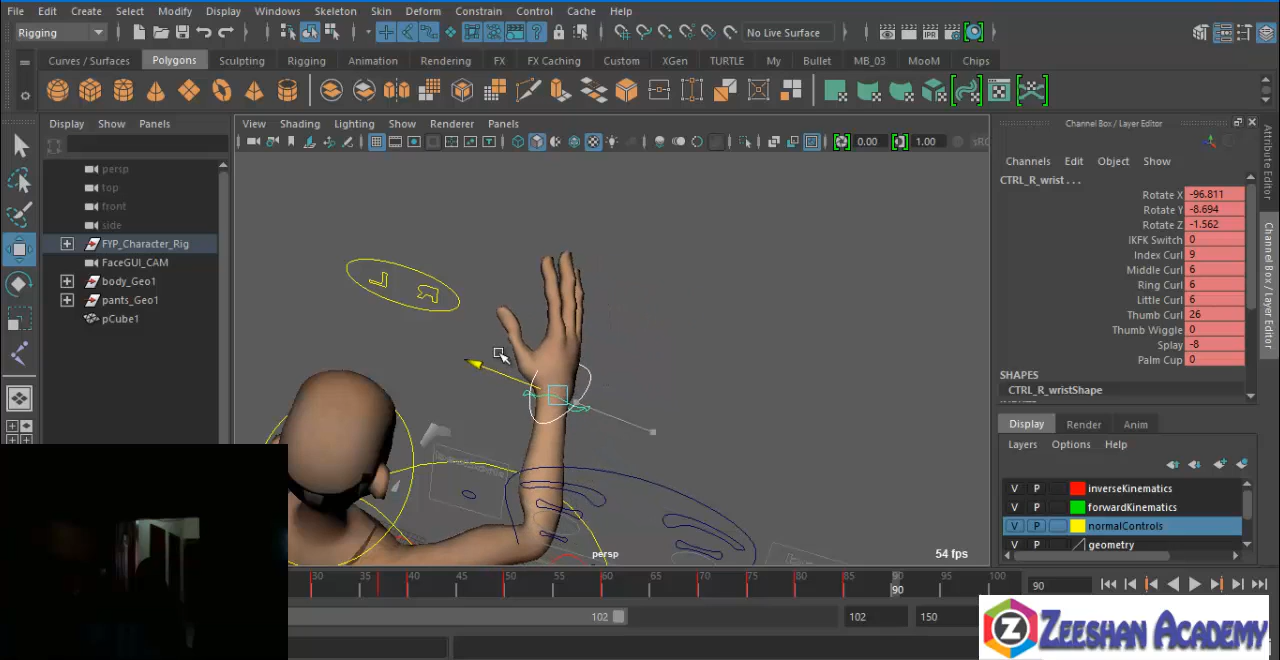 File Edit Create Select Modify Display Windows Skeleton Skin Deform Constrain Control Cache Help
Rigging No Live Surface
Curves / Surfaces Polygons Sculpting Rigging Animation Rendering FX FX Caching Custom XGen TURTLE My Bullet MB_03 MooM Chips
Display Show Panels
View Shading Lighting Show Renderer Panels
0.00 1.00
persp
top
front
side
FYP_Character_Rig
FaceGUI_CAM
body_Geo1
pants_Geo1
pCube1
persp
54 fps
Channel Box / Layer Editor
Channels Edit Object Show
CTRL_R_wrist . . .
Rotate X -96.811
Rotate Y -8.694
Rotate Z -1.562
IKFK Switch 0
Index Curl 9
Middle Curl 6
Ring Curl 6
Little Curl 6
Thumb Curl 26
Thumb Wiggle 0
Splay -8
Palm Cup 0
SHAPES
CTRL_R_wristShape
Display Render Anim
Layers Options Help
V P inverseKinematics
V P forwardKinematics
V P normalControls
V P geometry
Attribute Editor
Channel Box / Layer Editor
30 35 40 45 50 55 60 65 70 75 80 85 90 95 100
90
90
102 102 150
Z ZEESHAN ACADEMY